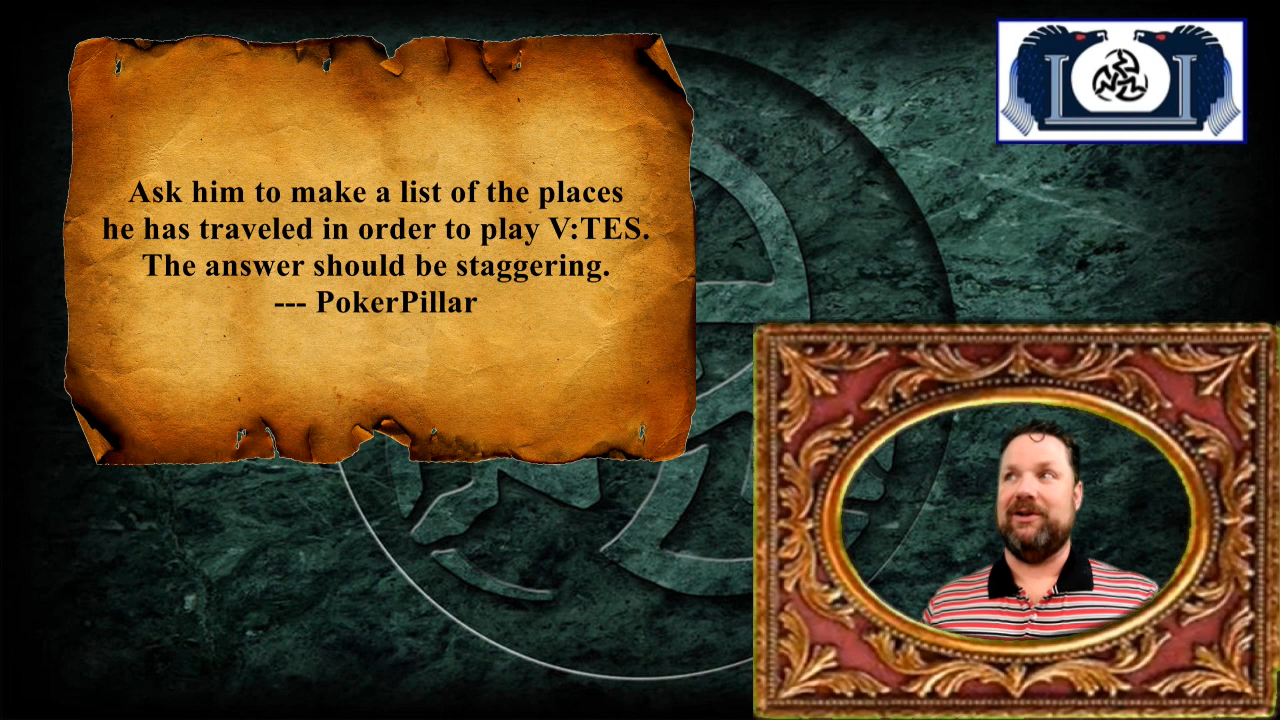 Ask him to make a list of the places
he has traveled in order to play V:TES.
The answer should be staggering.
--- PokerPillar